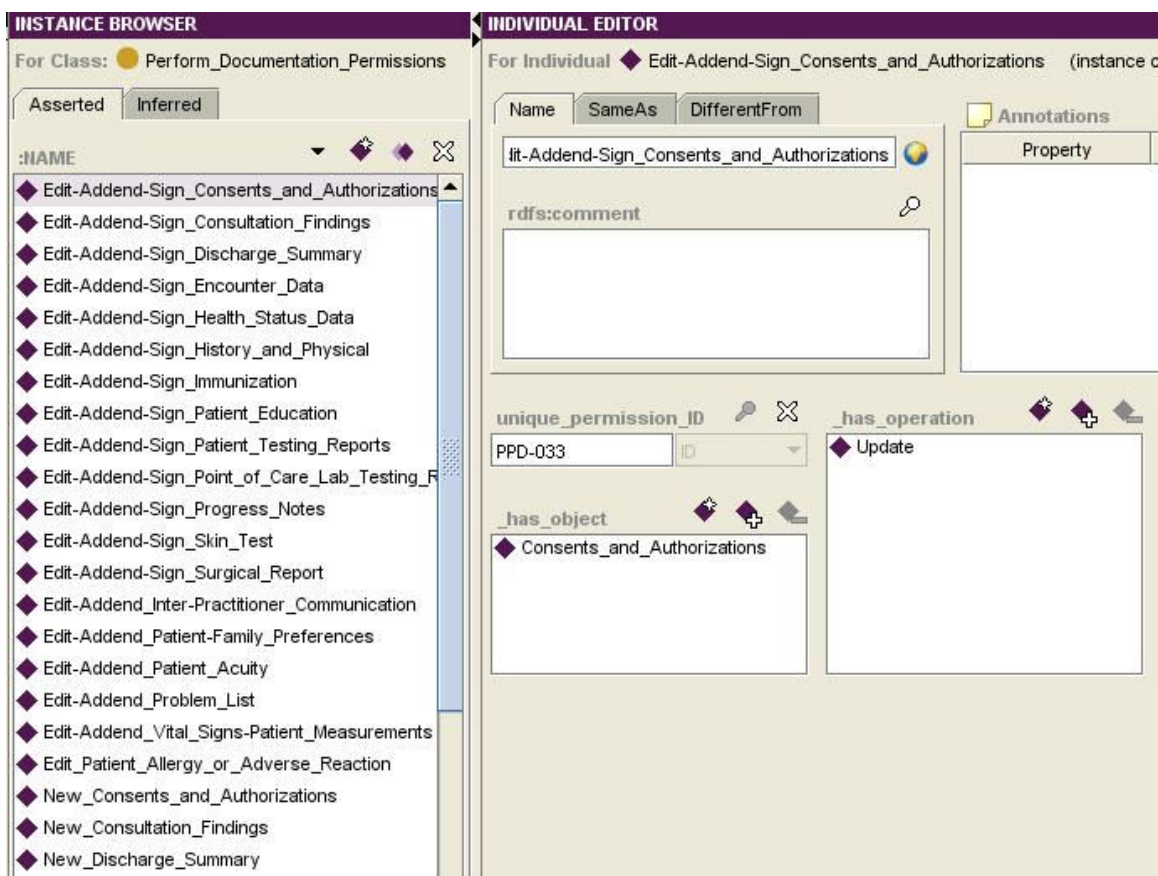 INSTANCE BROWSER
For Class: Perform_Documentation_Permissions
Asserted Inferred
:NAME
Edit-Addend-Sign_Consents_and_Authorizations
Edit-Addend-Sign_Consultation_Findings
Edit-Addend-Sign_Discharge_Summary
Edit-Addend-Sign_Encounter_Data
Edit-Addend-Sign_Health_Status_Data
Edit-Addend-Sign_History_and_Physical
Edit-Addend-Sign_Immunization
Edit-Addend-Sign_Patient_Education
Edit-Addend-Sign_Patient_Testing_Reports
Edit-Addend-Sign_Point_of_Care_Lab_Testing_R
Edit-Addend-Sign_Progress_Notes
Edit-Addend-Sign_Skin_Test
Edit-Addend-Sign_Surgical_Report
Edit-Addend_Inter-Practitioner_Communication
Edit-Addend_Patient-Family_Preferences
Edit-Addend_Patient_Acuity
Edit-Addend_Problem_List
Edit-Addend_Vital_Signs-Patient_Measurements
Edit_Patient_Allergy_or_Adverse_Reaction
New_Consents_and_Authorizations
New_Consultation_Findings
New_Discharge_Summary
INDIVIDUAL EDITOR
For Individual Edit-Addend-Sign_Consents_and_Authorizations (instance o
Name SameAs DifferentFrom
dit-Addend-Sign_Consents_and_Authorizations
rdfs:comment
Annotations
Property
unique_permission_ID
PPD-033 ID
_has_operation
Update
_has_object
Consents_and_Authorizations